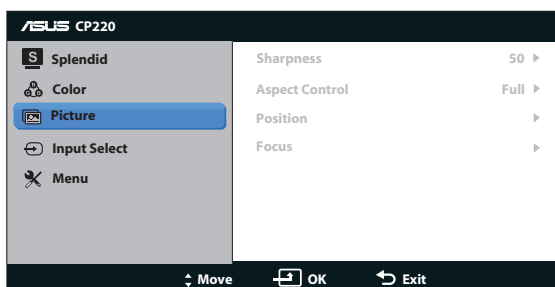 ASUS CP220
S Splendid
Color
Picture
Input Select
Menu
Sharpness 50
Aspect Control Full
Position
Focus
Move OK Exit